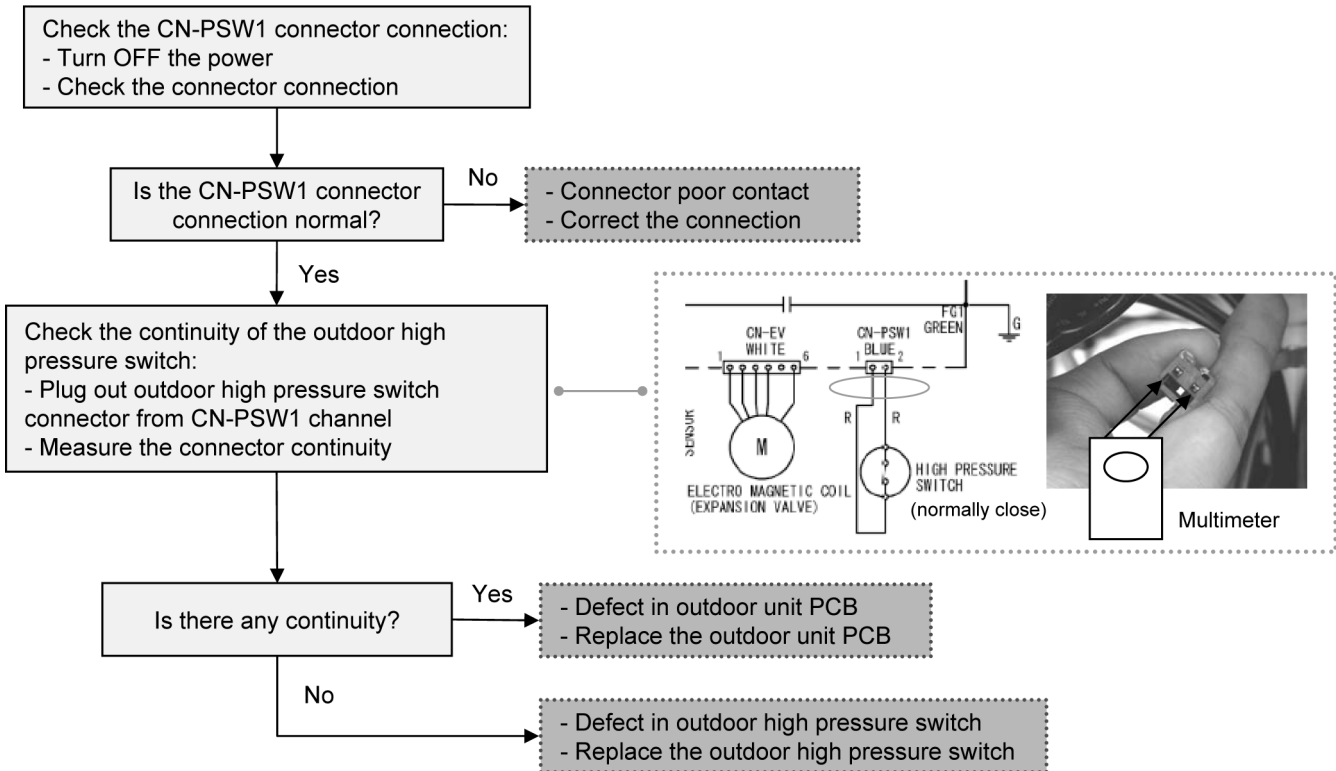 Check the CN-PSW1 connector connection:
- Turn OFF the power
- Check the connector connection
Is the CN-PSW1 connector
connection normal?
No
- Connector poor contact
- Correct the connection
Yes
Check the continuity of the outdoor high
pressure switch:
- Plug out outdoor high pressure switch
connector from CN-PSW1 channel
- Measure the connector continuity
FG1
GREEN
G
CN-EV
WHITE
1
6
CN-PSW1
BLUE
1
2
SENSOR
M
R
R
ELECTRO MAGNETIC COIL
(EXPANSION VALVE)
HIGH PRESSURE
SWITCH
(normally close)
Multimeter
Is there any continuity?
Yes
- Defect in outdoor unit PCB
- Replace the outdoor unit PCB
No
- Defect in outdoor high pressure switch
- Replace the outdoor high pressure switch